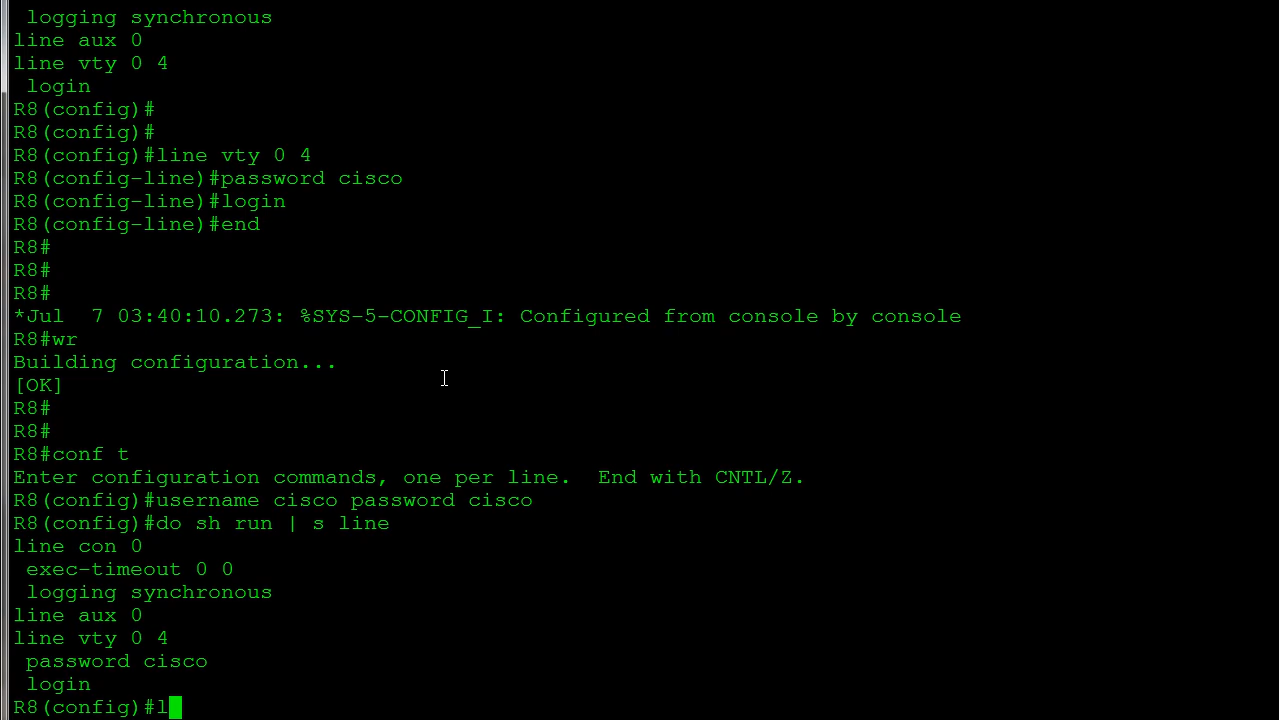 logging synchronous
line aux 0
line vty 0 4
login
R8(config)#
R8(config)#
R8(config)#line vty 0 4
R8(config-line)#password cisco
R8(config-line)#login
R8(config-line)#end
R8#
R8#
R8#
*Jul  7 03:40:10.273: %SYS-5-CONFIG_I: Configured from console by console
R8#wr
Building configuration...
[OK]
R8#
R8#
R8#conf t
Enter configuration commands, one per line.  End with CNTL/Z.
R8(config)#username cisco password cisco
R8(config)#do sh run | s line
line con 0
exec-timeout 0 0
logging synchronous
line aux 0
line vty 0 4
password cisco
login
R8(config)#l